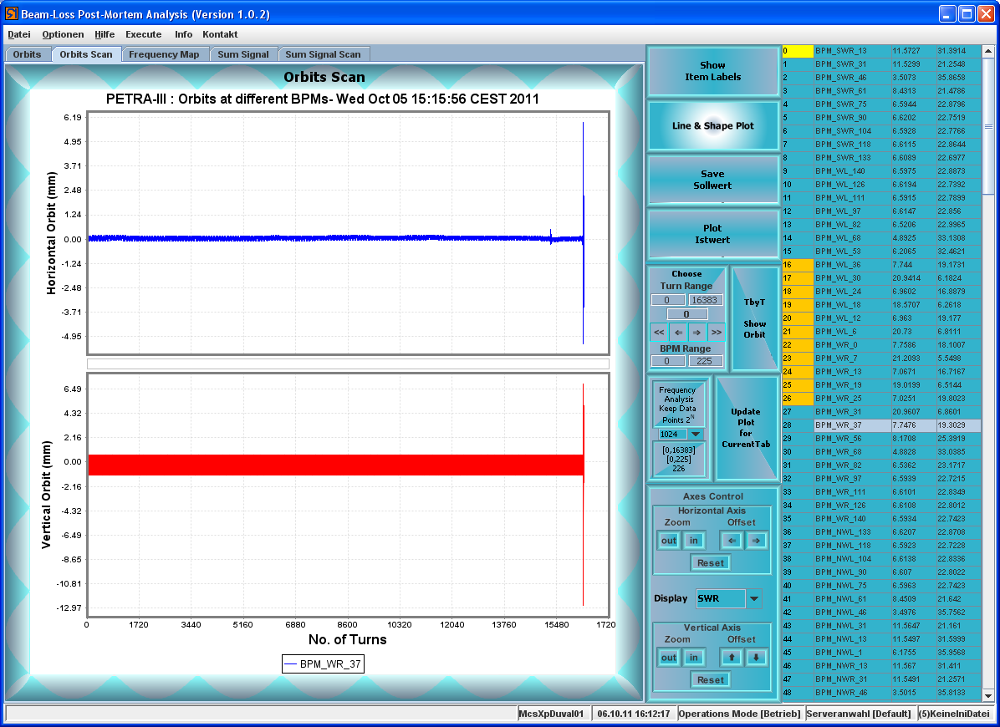 Beam-Loss Post-Mortem Analysis (Version 1.0.2)
Datei Optionen Hilfe Execute Info Kontakt
Orbits Orbits Scan Frequency Map Sum Signal Sum Signal Scan
Orbits Scan
PETRA-III : Orbits at different BPMs- Wed Oct 05 15:15:56 CEST 2011
Horizontal Orbit (mm)
6.19
4.95
3.71
2.48
1.24
0.00
-1.24
-2.48
-3.71
-4.95
Vertical Orbit (mm)
6.49
4.32
2.16
0.00
-2.16
-4.32
-6.49
-8.65
-10.81
-12.97
0 1720 3440 5160 6880 8600 10320 12040 13760 15480 1720
No. of Turns
BPM_WR_37
Show
Item Labels
Line & Shape Plot
Save
Sollwert
Plot
Istwert
Choose
Turn Range
0 16383
0
<< ⇐ ⇒ >>
BPM Range
0 225
TbyT
Show
Orbit
Frequency
Analysis
Keep Data
Points 2N
1024
[0,16383]
[0,225]
226
Update
Plot
for
CurrentTab
Axes Control
Horizontal Axis
Zoom Offset
out in ⇐ ⇒
Reset
Display SWR
Vertical Axis
Zoom Offset
out in
Reset
0 BPM_SWR_13 11.5727 31.3914
1 BPM_SWR_31 11.5299 21.2548
2 BPM_SWR_46 3.5073 35.8658
3 BPM_SWR_61 8.4313 21.4786
4 BPM_SWR_75 6.5944 22.8796
5 BPM_SWR_90 6.6202 22.7519
6 BPM_SWR_104 6.5928 22.7766
7 BPM_SWR_118 6.6115 22.8644
8 BPM_SWR_133 6.6089 22.6977
9 BPM_WL_140 6.5975 22.8873
10 BPM_WL_126 6.6194 22.7392
11 BPM_WL_111 6.5915 22.7899
12 BPM_WL_97 6.6147 22.856
13 BPM_WL_82 6.5206 22.9965
14 BPM_WL_68 4.8925 33.1308
15 BPM_WL_53 6.2065 32.4621
16 BPM_WL_36 7.744 19.1731
17 BPM_WL_30 20.9414 6.1824
18 BPM_WL_24 6.9602 16.8879
19 BPM_WL_18 18.5707 6.2618
20 BPM_WL_12 6.963 19.177
21 BPM_WL_6 20.73 6.8111
22 BPM_WR_0 7.7586 18.1007
23 BPM_WR_7 21.2093 5.5498
24 BPM_WR_13 7.0671 16.7167
25 BPM_WR_19 19.0199 6.5144
26 BPM_WR_25 7.0251 19.8023
27 BPM_WR_31 20.9607 6.8601
28 BPM_WR_37 7.7476 19.3029
29 BPM_WR_56 8.1708 25.3919
30 BPM_WR_68 4.8828 33.0385
31 BPM_WR_82 6.5362 23.1717
32 BPM_WR_97 6.5939 22.7215
33 BPM_WR_111 6.6101 22.8349
34 BPM_WR_126 6.6108 22.8012
35 BPM_WR_140 6.5934 22.7423
36 BPM_NWL_133 6.6207 22.8708
37 BPM_NWL_118 6.5923 22.7228
38 BPM_NWL_104 6.6138 22.8336
39 BPM_NWL_90 6.607 22.8022
40 BPM_NWL_75 6.5963 22.7423
41 BPM_NWL_61 8.4509 21.642
42 BPM_NWL_46 3.4976 35.7562
43 BPM_NWL_31 11.5647 21.161
44 BPM_NWL_13 11.5497 31.5999
45 BPM_NWL_1 6.1755 35.9568
46 BPM_NWR_13 11.567 31.411
47 BPM_NWR_31 11.5491 21.2571
48 BPM_NWR_46 3.5015 35.8133
McsXpDuval01 06.10.11 16:12:17 Operations Mode [Betrieb] Serveranwahl [Default] (5)KeineIniDatei